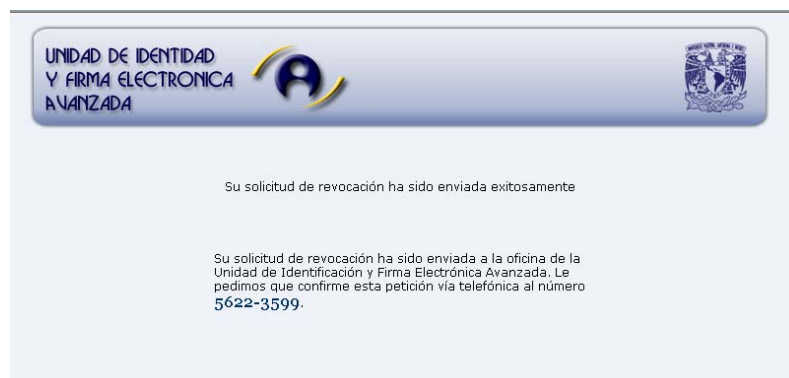 UNIDAD DE IDENTIDAD
Y FIRMA ELECTRONICA
AVANZADA
Su solicitud de revocación ha sido enviada exitosamente
Su solicitud de revocación ha sido enviada a la oficina de la
Unidad de Identificación y Firma Electrónica Avanzada. Le
pedimos que confirme esta petición vía telefónica al número
5622-3599.